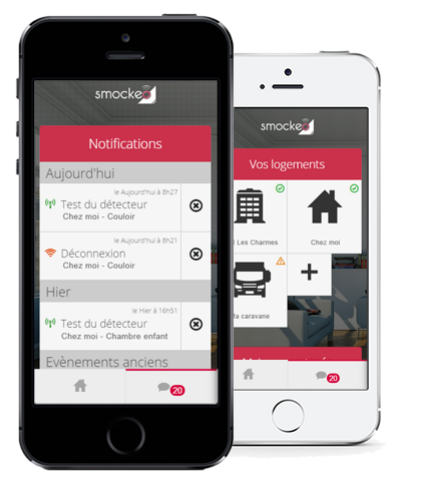 smockeo
Notifications
Aujourd'hui
le Aujourd'hui à 8h27
Test du détecteur
Chez moi - Couloir
le Aujourd'hui à 8h21
Déconnexion
Chez moi - Couloir
Hier
le Hier à 16h51
Test du détecteur
Chez moi - Chambre enfant
Evènements anciens
20
smockeo
Vos logements
Les Charmes
Chez moi
caravane
20